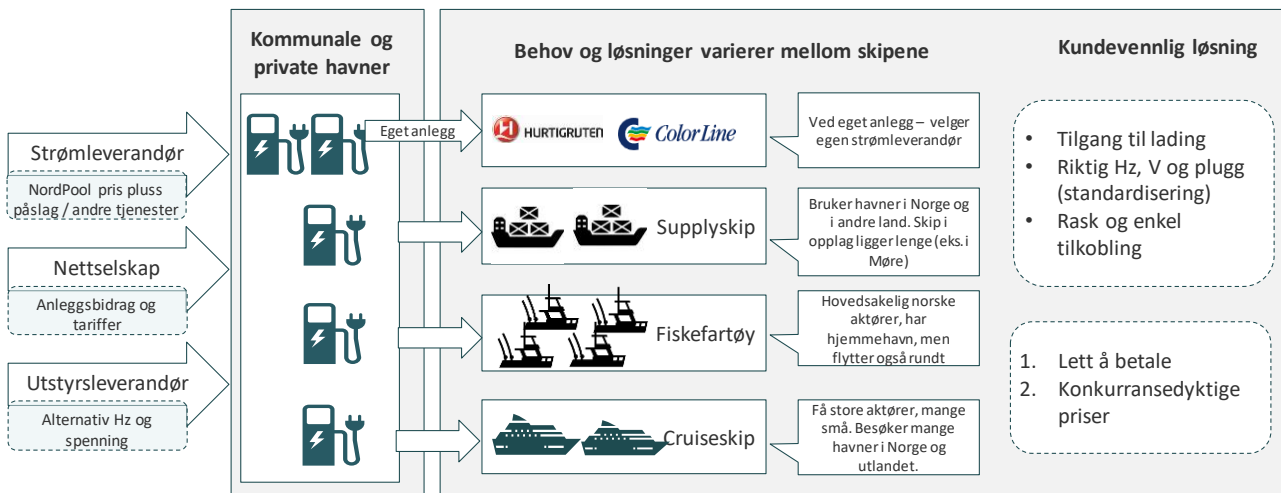 Kommunale og
private havner
Behov og løsninger varierer mellom skipene
Kundevennlig løsning
Strømleverandør
NordPool pris pluss
påslag / andre tjenester
Nettselskap
Anleggsbidrag og
tariffer
Utstyrsleverandør
Alternativ Hz og
spenning
Eget anlegg
HURTIGRUTEN
Color Line
Ved eget anlegg – velger
egen strømleverandør
Supplyskip
Bruker havner i Norge og
i andre land. Skip i
opplag ligger lenge (eks. i
Møre)
Fiskefartøy
Hovedsakelig norske
aktører, har
hjemmehavn, men
flytter også rundt
Cruiseskip
Få store aktører, mange
små. Besøker mange
havner i Norge og
utlandet.
• Tilgang til lading
• Riktig Hz, V og plugg
(standardisering)
• Rask og enkel
tilkobling
1. Lett å betale
2. Konkurransedyktige
priser